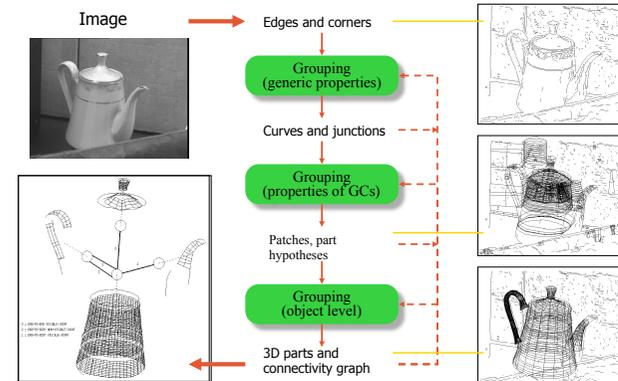 Image
Edges and corners
Grouping
(generic properties)
Curves and junctions
Grouping
(properties of GCs)
Patches, part
hypotheses
Grouping
(object level)
3D parts and
connectivity graph